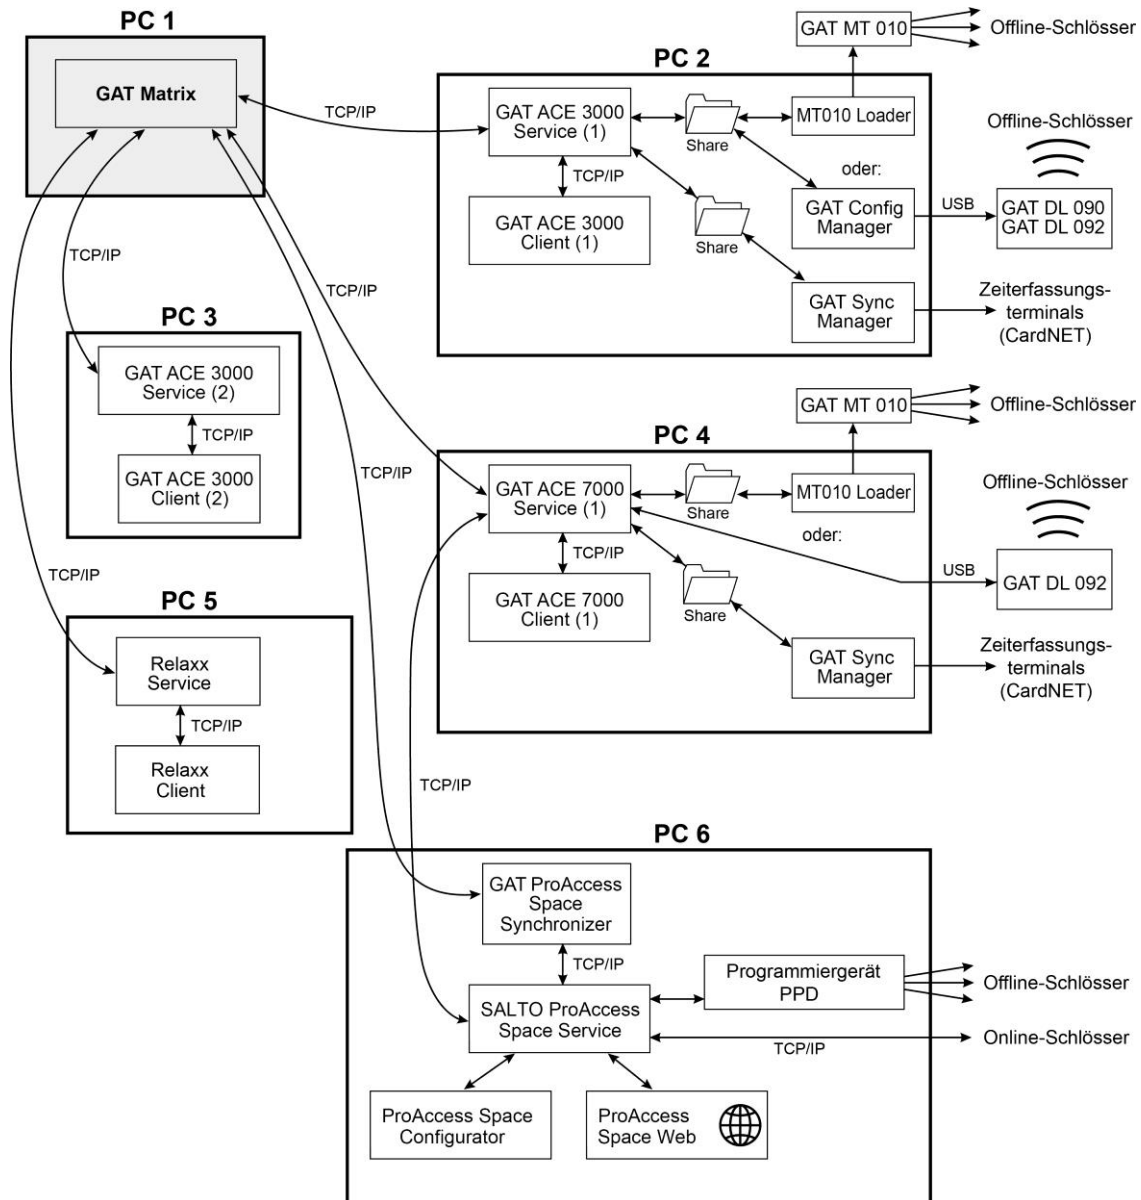 PC 1
GAT Matrix
TCP/IP
PC 2
GAT ACE 3000
Service (1)
TCP/IP
GAT ACE 3000
Client (1)
Share
Share
MT010 Loader
oder:
GAT Config
Manager
GAT Sync
Manager
GAT MT 010
Offline-Schlösser
Offline-Schlösser
USB
GAT DL 090
GAT DL 092
Zeiterfassungs-
terminals
(CardNET)
TCP/IP
TCP/IP
PC 3
GAT ACE 3000
Service (2)
TCP/IP
GAT ACE 3000
Client (2)
TCP/IP
PC 4
GAT ACE 7000
Service (1)
TCP/IP
GAT ACE 7000
Client (1)
Share
Share
MT010 Loader
oder:
GAT Sync
Manager
GAT MT 010
Offline-Schlösser
Offline-Schlösser
USB
GAT DL 092
Zeiterfassungs-
terminals
(CardNET)
TCP/IP
PC 5
Relaxx
Service
TCP/IP
Relaxx
Client
TCP/IP
PC 6
GAT ProAccess
Space
Synchronizer
TCP/IP
SALTO ProAccess
Space Service
Programmiergerät
PPD
Offline-Schlösser
TCP/IP
Online-Schlösser
ProAccess Space
Configurator
ProAccess
Space Web